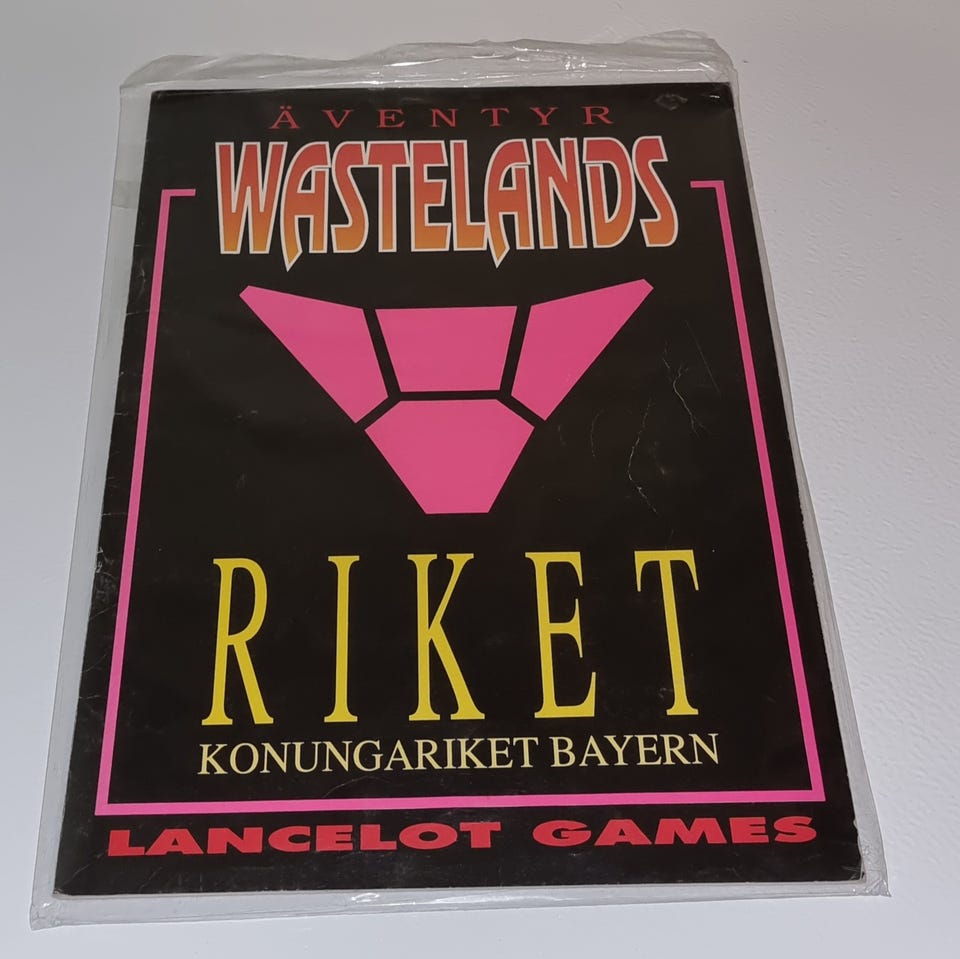 ÄVENTYR
WASTELANDS
RIKET
KONUNGARIKET BAYERN
LANCELOT GAMES